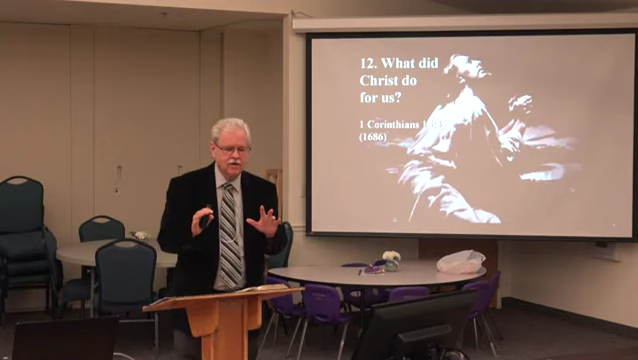 12. What did
Christ do
for us?
1 Corinthians
(1686)